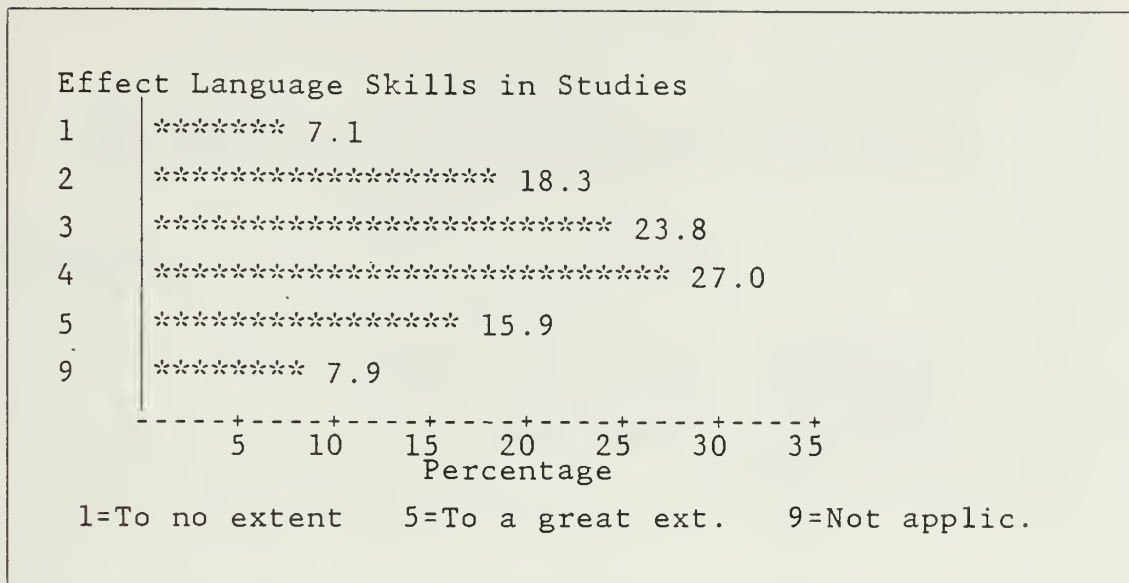 Effect Language Skills in Studies
1 ******* 7.1
2 ****************** 18.3
3 ************************ 23.8
4 *************************** 27.0
5 **************** 15.9
9 ******** 7.9
-----+----+----+----+----+----+----+
5 10 15 20 25 30 35
Percentage
1=To no extent 5=To a great ext. 9=Not applic.